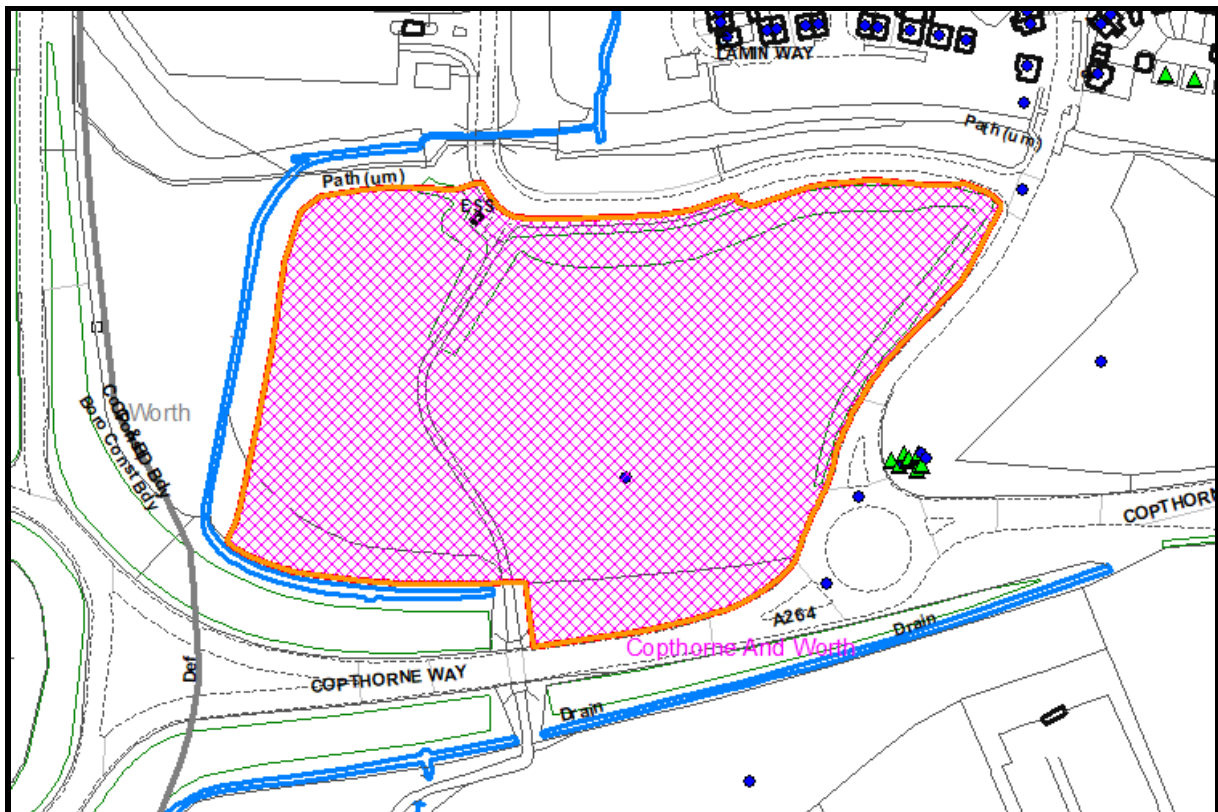 LAMIN WAY
Path (um)
Path (um)
ESS
Worth
Boro Const Bdy
COPTHORN
A264
Drain
Copthorne And Worth
COPTHORNE WAY
Def
Drain